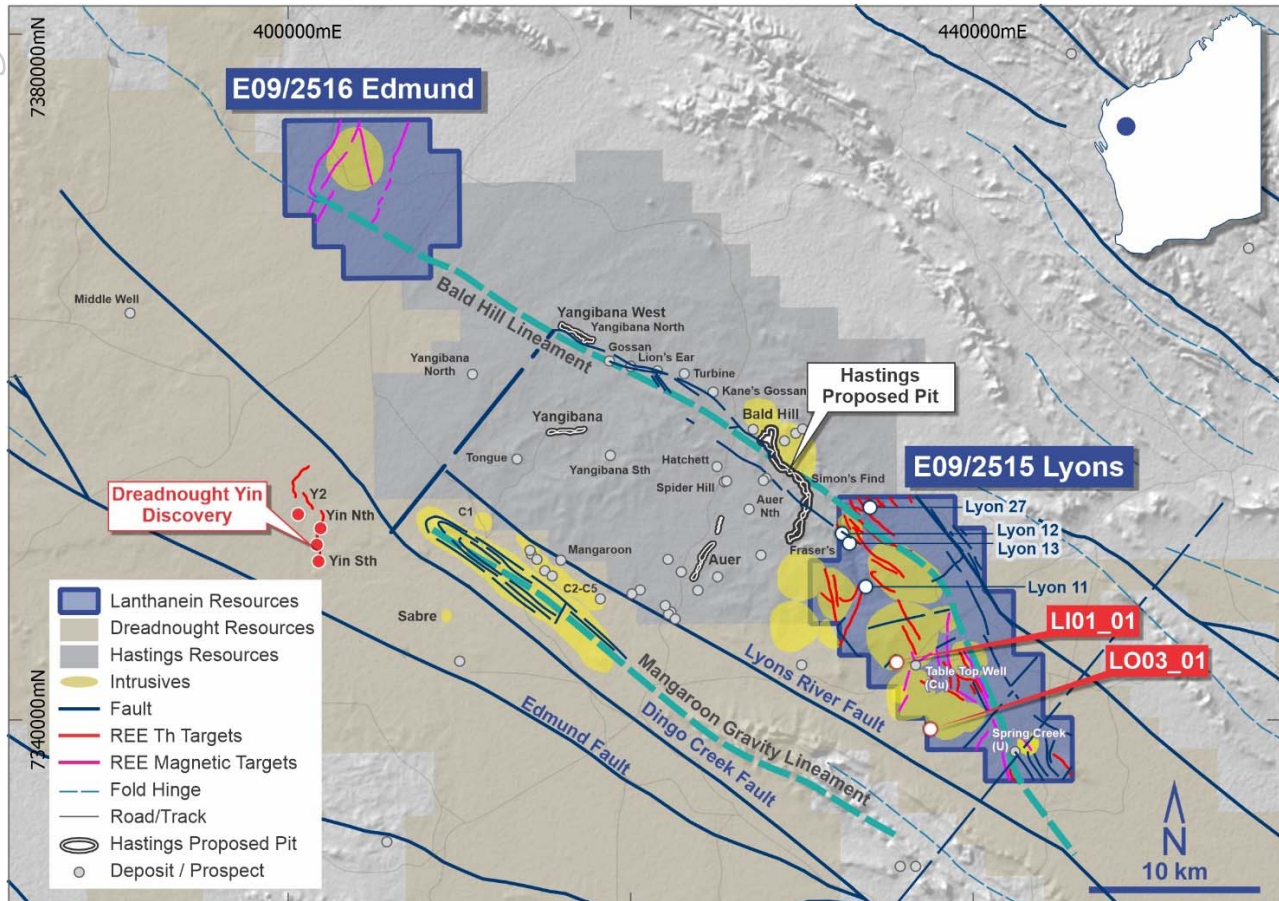 400000mE
440000mE
7380000mN
7340000mN
E09/2516 Edmund
Middle Well
Bald Hill Lineament
Yangibana West
Yangibana North
Gossan
Lion's Ear
Yangibana
North
Turbine
Kane's Gossan
Hastings
Proposed Pit
Bald Hill
Yangibana
Tongue
Yangibana Sth
Hatchett
Spider Hill
Simon's Find
Auer
Nth
E09/2515 Lyons
Lyon 27
Lyon 12
Lyon 13
Fraser's
Auer
Lyon 11
Dreadnought Yin
Discovery
Y2
Yin Nth
Yin Sth
C1
Mangaroon
C2-C5
Sabre
LI01_01
LO03_01
Table Top Well
(Cu)
Spring Creek
(U)
Lyons River Fault
Mangaroon Gravity Lineament
Dingo Creek Fault
Edmund Fault
Lanthanein Resources
Dreadnought Resources
Hastings Resources
Intrusives
Fault
REE Th Targets
REE Magnetic Targets
Fold Hinge
Road/Track
Hastings Proposed Pit
Deposit / Prospect
N
10 km